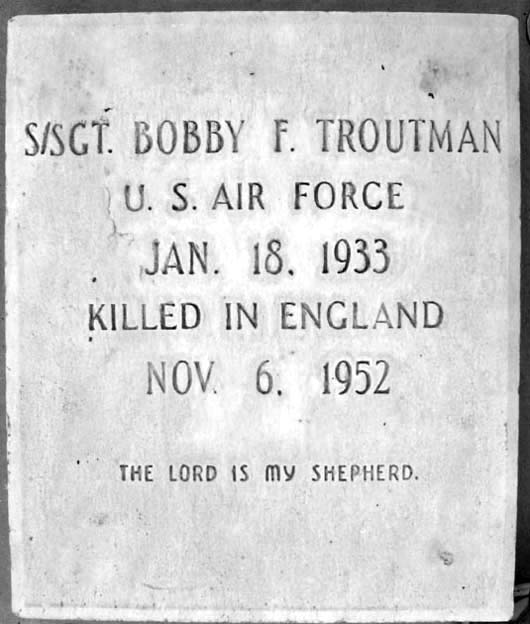 S/SGT. BOBBY F. TROUTMAN
U. S. AIR FORCE
JAN. 18. 1933
KILLED IN ENGLAND
NOV. 6. 1952
THE LORD IS MY SHEPHERD.